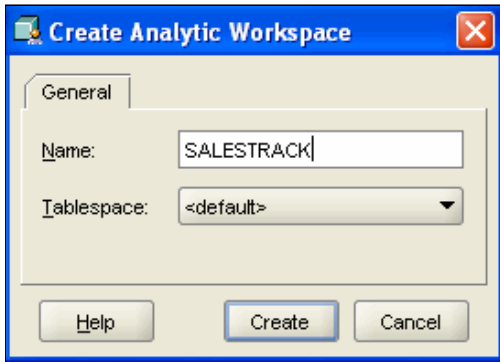 Create Analytic Workspace
General
Name: SALESTRACK
Tablespace: <default>
Help Create Cancel